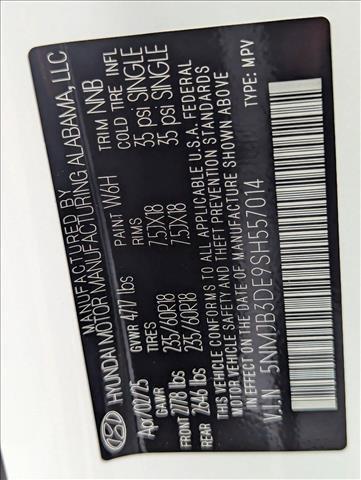 MANUFACTURED BY
HYUNDAI MOTOR MANUFACTURING ALABAMA, LLC
Apr/02/25 GVWR 4717 lbs PAINT W6H TRIM NNB
GAWR TIRES RIMS COLD TIRE INFL
FRONT 2778 lbs 235/60R18 7.5JX18 35 psi SINGLE
REAR 2646 lbs 235/60R18 7.5JX18 35 psi SINGLE
THIS VEHICLE CONFORMS TO ALL APPLICABLE U.S.A. FEDERAL
MOTOR VEHICLE SAFETY AND THEFT PREVENTION STANDARDS
IN EFFECT ON THE DATE OF MANUFACTURE SHOWN ABOVE
V.I.N 5NMJB3DE9SH557014 TYPE: MPV